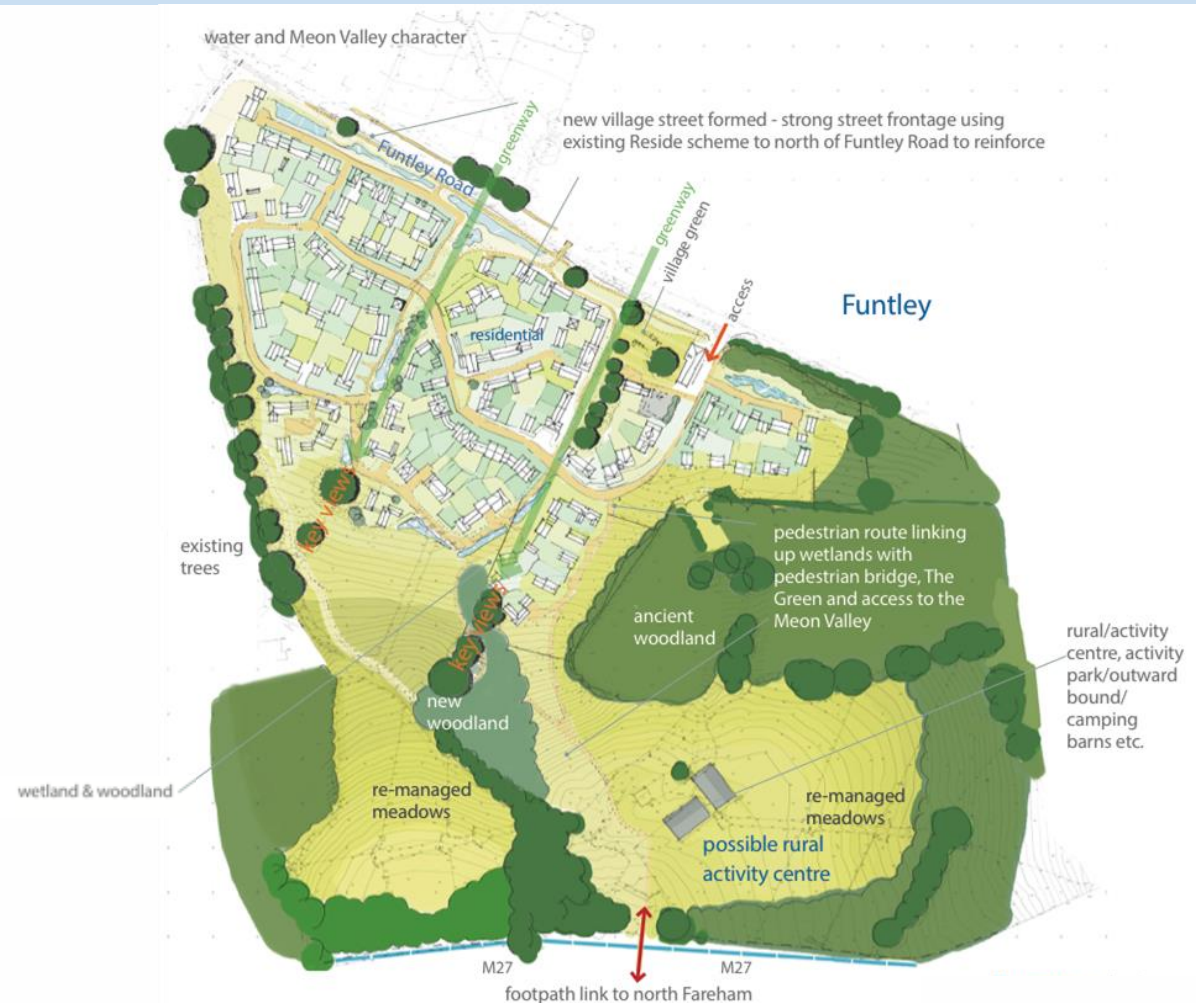 water and Meon Valley character
new village street formed - strong street frontage using
existing Reside scheme to north of Funtley Road to reinforce
greenway
Funtley Road
greenway
village green
access
Funtley
residential
key views
existing
trees
key views
pedestrian route linking
up wetlands with
pedestrian bridge, The
Green and access to the
Meon Valley
ancient
woodland
rural/activity
centre, activity
park/outward
bound/
camping
barns etc.
new
woodland
wetland & woodland
re-managed
meadows
re-managed
meadows
possible rural
activity centre
M27
M27
footpath link to north Fareham